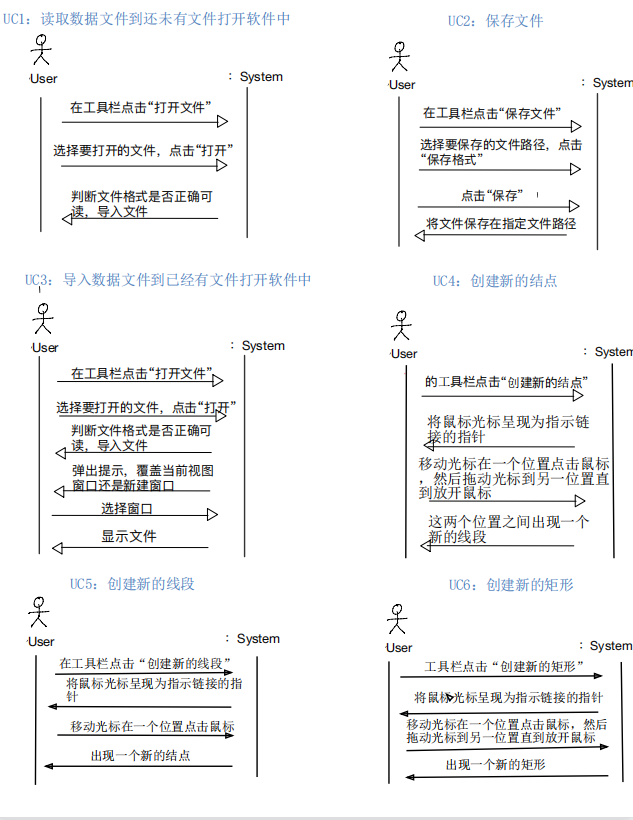 UC1：读取数据文件到还未有文件打开软件中
User
：System
在工具栏点击“打开文件”
选择要打开的文件，点击“打开”
判断文件格式是否正确可
读，导入文件
UC2：保存文件
User
：System
在工具栏点击“保存文件”
选择要保存的文件路径，点击
“保存格式”
点击“保存”
将文件保存在指定文件路径
UC3：导入数据文件到已经有文件打开软件中
User
：System
在工具栏点击“打开文件”
选择要打开的文件，点击“打开”
判断文件格式是否正确可
读，导入文件
弹出提示，覆盖当前视图
窗口还是新建窗口
选择窗口
显示文件
UC4：创建新的结点
User
：System
的工具栏点击“创建新的结点”
将鼠标光标呈现为指示链
接的指针
移动光标在一个位置点击鼠标
，然后拖动光标到另一位置直
到放开鼠标
这两个位置之间出现一个
新的线段
UC5：创建新的线段
User
：System
在工具栏点击“创建新的线段”
将鼠标光标呈现为指示链接的指
针
移动光标在一个位置点击鼠标
出现一个新的结点
UC6：创建新的矩形
User
：System
工具栏点击“创建新的矩形”
将鼠标光标呈现为指示链接的指针
移动光标在一个位置点击鼠标，然后
拖动光标到另一位置直到放开鼠标
出现一个新的矩形